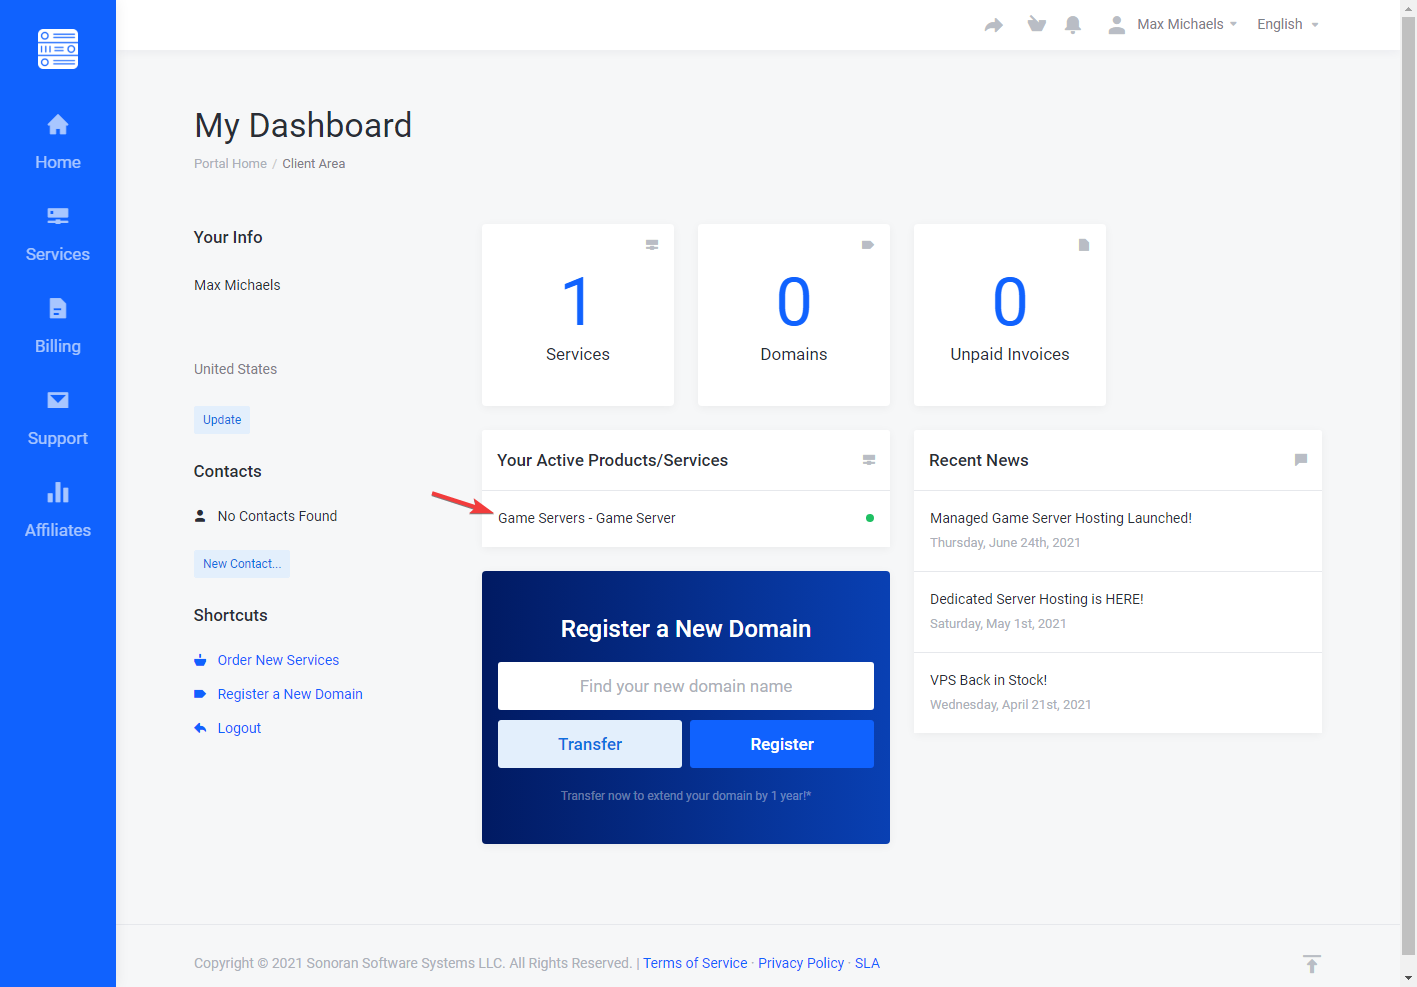 Max Michaels
English
Home
Services
Billing
Support
Affiliates
My Dashboard
Portal Home / Client Area
Your Info
Max Michaels
United States
Update
Contacts
No Contacts Found
New Contact...
Shortcuts
Order New Services
Register a New Domain
Logout
1
Services
0
Domains
0
Unpaid Invoices
Your Active Products/Services
Game Servers - Game Server
Register a New Domain
Find your new domain name
Transfer
Register
Transfer now to extend your domain by 1 year!*
Recent News
Managed Game Server Hosting Launched!
Thursday, June 24th, 2021
Dedicated Server Hosting is HERE!
Saturday, May 1st, 2021
VPS Back in Stock!
Wednesday, April 21st, 2021
Copyright © 2021 Sonoran Software Systems LLC. All Rights Reserved. | Terms of Service · Privacy Policy · SLA